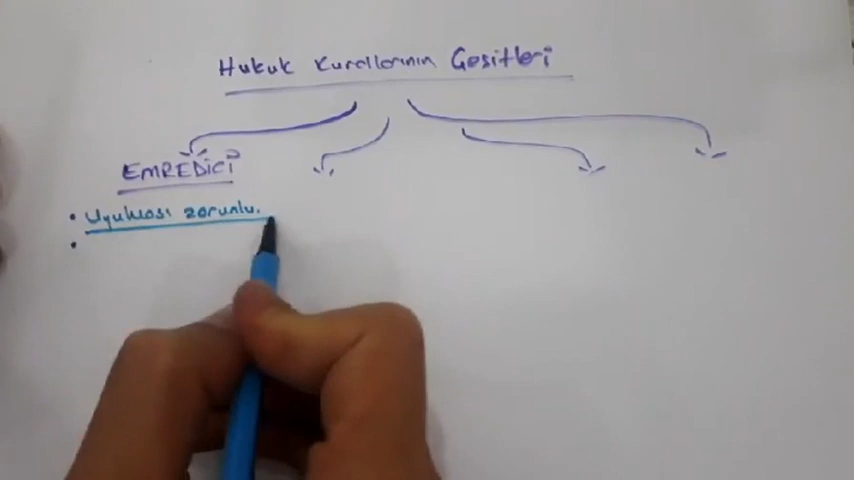 Hukuk Kurallarının Çeşitleri
EMREDİCİ
• Uyulması zorunlu.
•